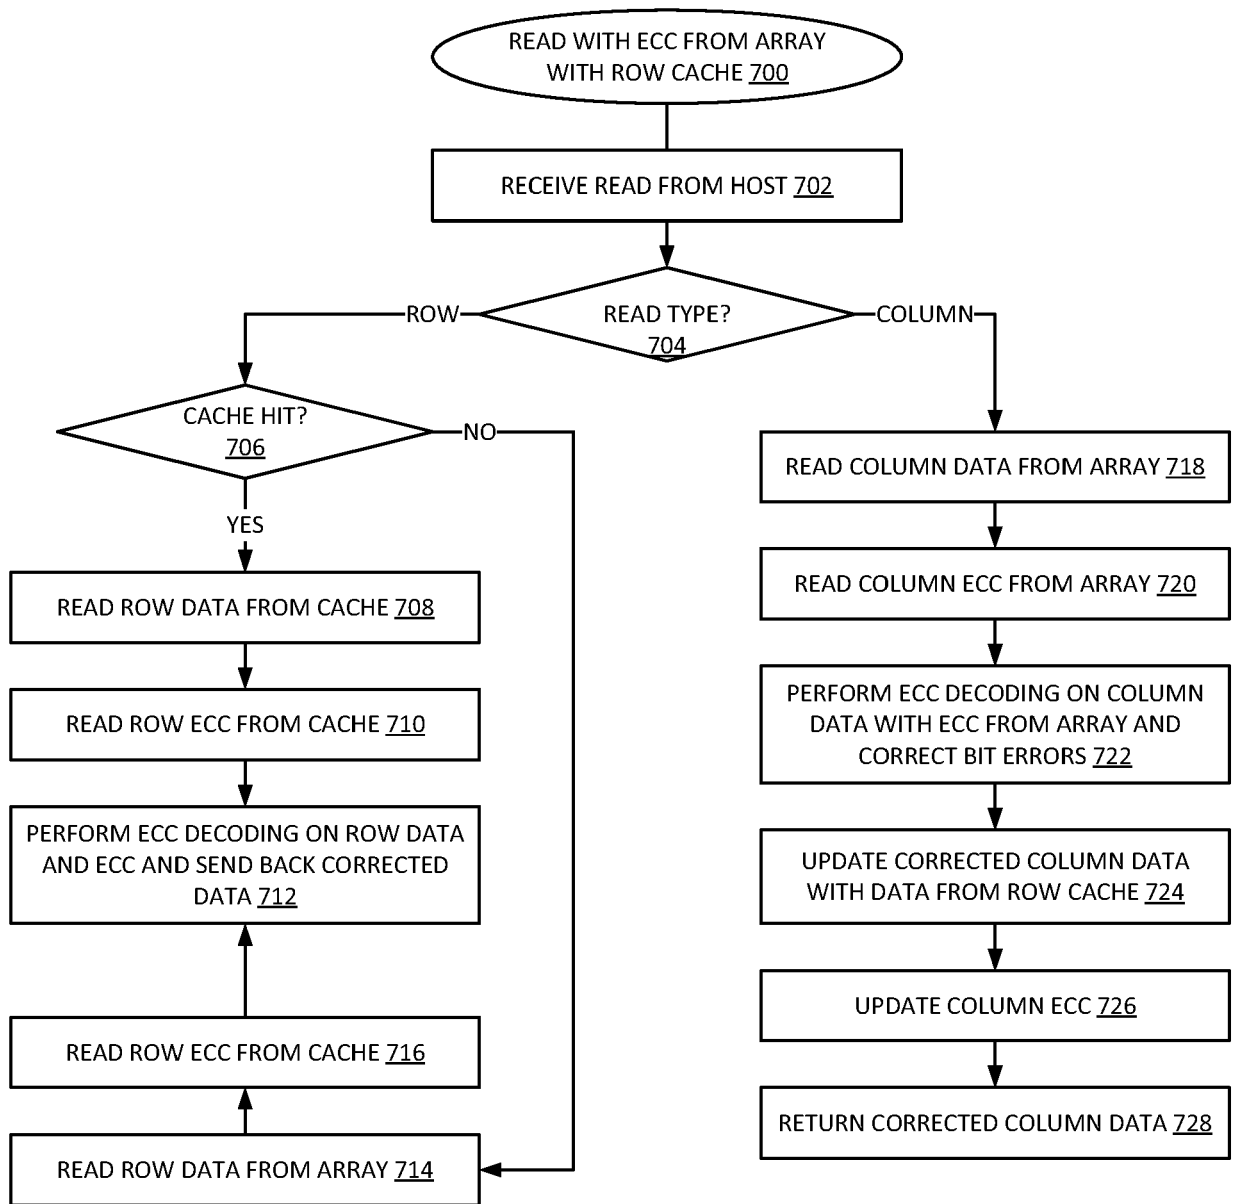 READ WITH ECC FROM ARRAY
WITH ROW CACHE 700
RECEIVE READ FROM HOST 702
ROW
READ TYPE?
704
COLUMN
CACHE HIT?
706
NO
YES
READ ROW DATA FROM CACHE 708
READ ROW ECC FROM CACHE 710
PERFORM ECC DECODING ON ROW DATA
AND ECC AND SEND BACK CORRECTED
DATA 712
READ ROW ECC FROM CACHE 716
READ ROW DATA FROM ARRAY 714
READ COLUMN DATA FROM ARRAY 718
READ COLUMN ECC FROM ARRAY 720
PERFORM ECC DECODING ON COLUMN
DATA WITH ECC FROM ARRAY AND
CORRECT BIT ERRORS 722
UPDATE CORRECTED COLUMN DATA
WITH DATA FROM ROW CACHE 724
UPDATE COLUMN ECC 726
RETURN CORRECTED COLUMN DATA 728